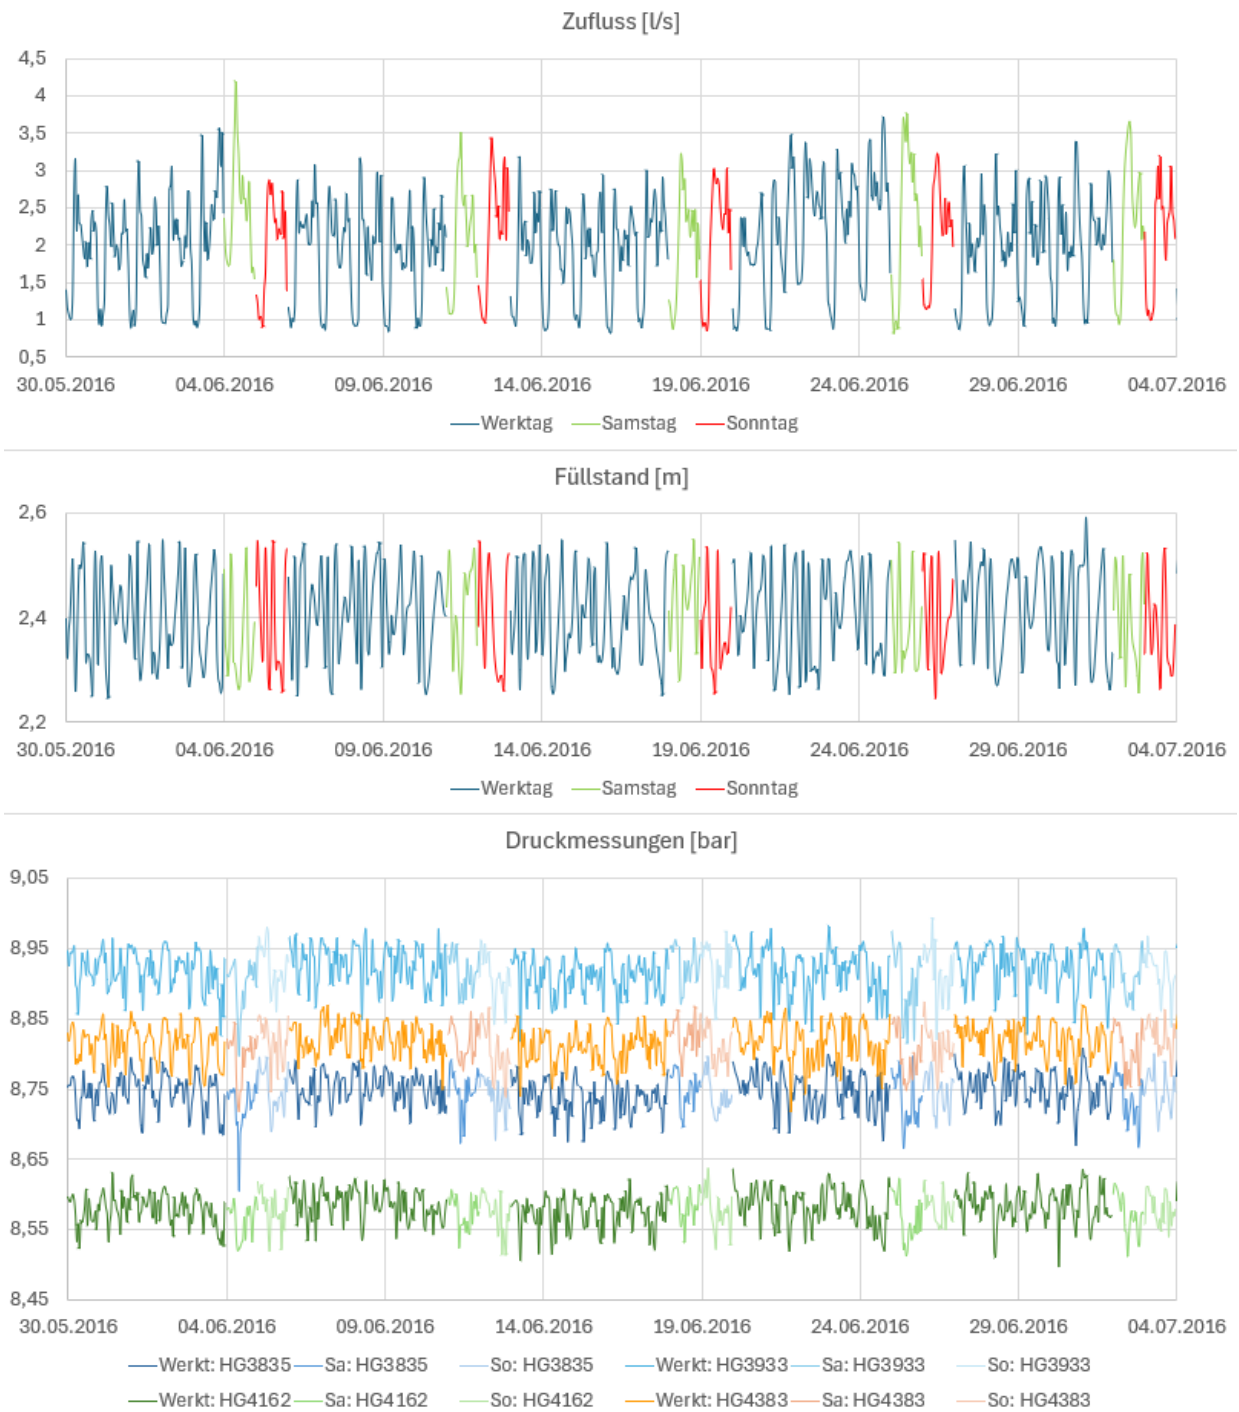 Zufluss [l/s]
4,5
4
3,5
3
2,5
2
1,5
1
0,5
30.05.2016 04.06.2016 09.06.2016 14.06.2016 19.06.2016 24.06.2016 29.06.2016 04.07.2016
Werktag Samstag Sonntag
Füllstand [m]
2,6
2,4
2,2
30.05.2016 04.06.2016 09.06.2016 14.06.2016 19.06.2016 24.06.2016 29.06.2016 04.07.2016
Werktag Samstag Sonntag
Druckmessungen [bar]
9,05
8,95
8,85
8,75
8,65
8,55
8,45
30.05.2016 04.06.2016 09.06.2016 14.06.2016 19.06.2016 24.06.2016 29.06.2016 04.07.2016
Werkt: HG3835 Sa: HG3835 So: HG3835 Werkt: HG3933 Sa: HG3933 So: HG3933
Werkt: HG4162 Sa: HG4162 So: HG4162 Werkt: HG4383 Sa: HG4383 So: HG4383